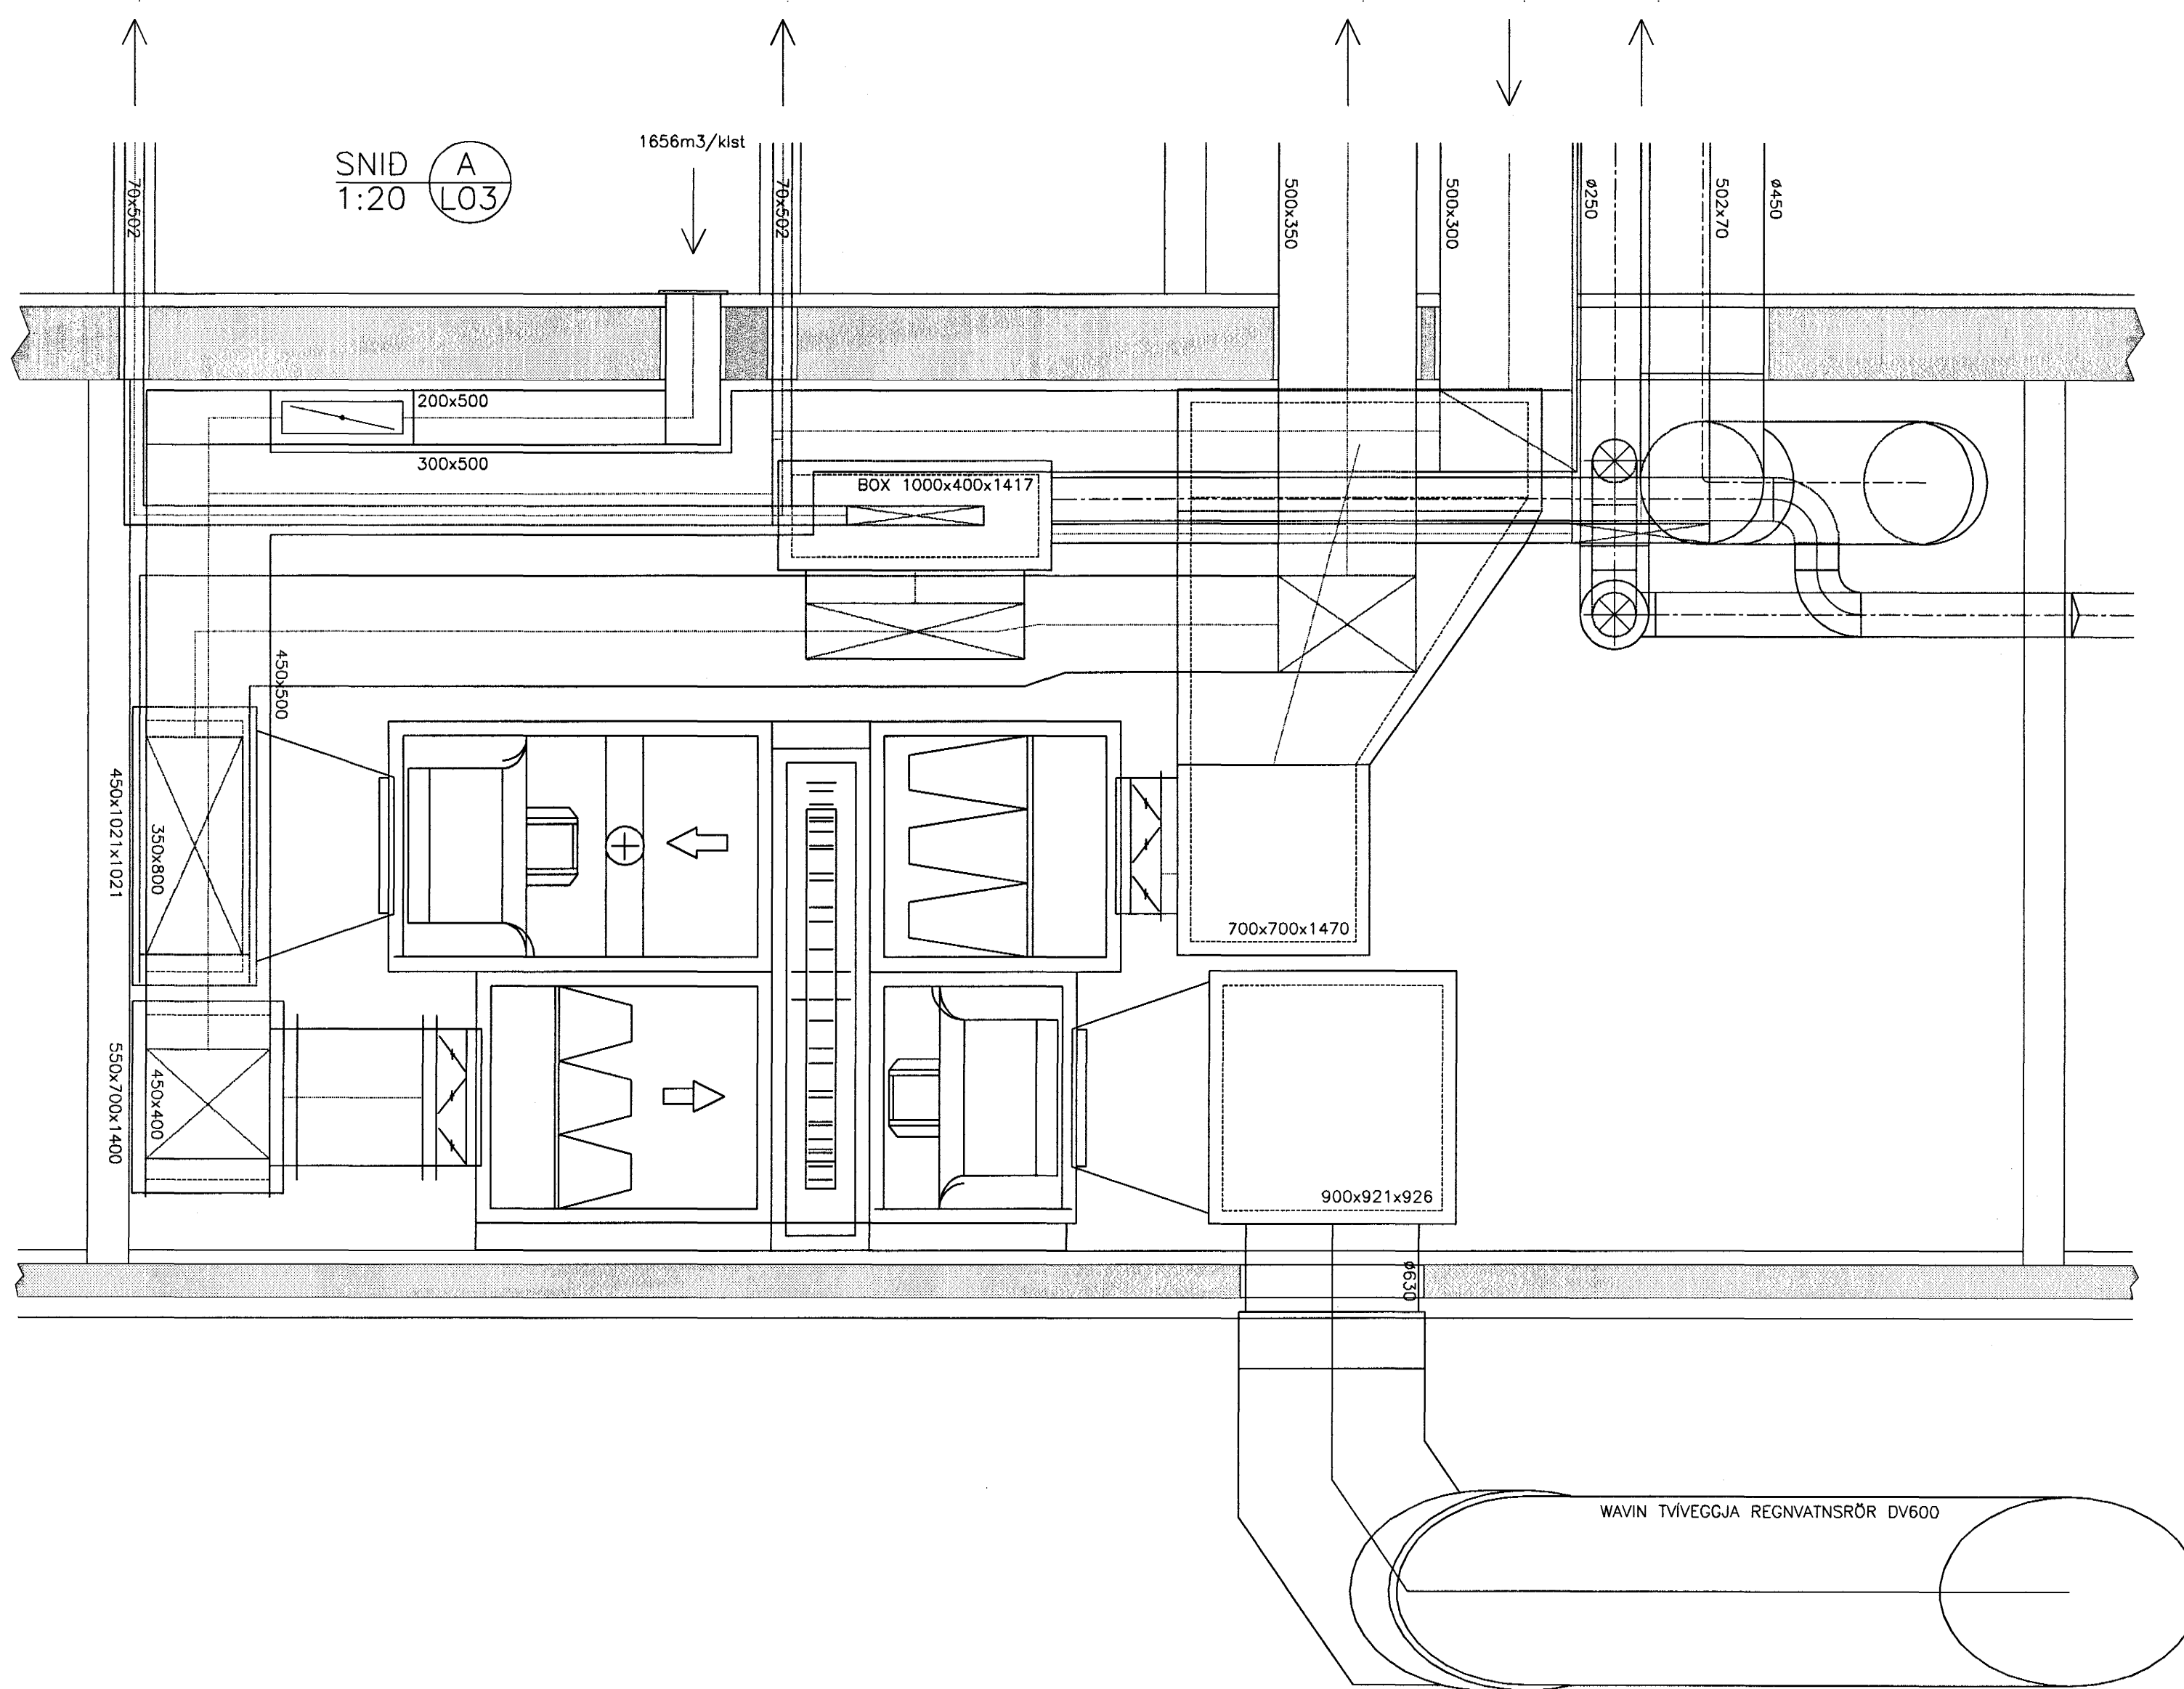 1656m3/klst
SNIÐ A
1:20 L03
70x502
70x502
500x350
500x300
ø250
502x70
ø450
200x500
300x500
BOX 1000x400x1417
450x500
450x1021x1021
350x800
700x700x1470
550x700x1400
450x400
900x921x926
ø630
WAVIN TVÍVEGGJA REGNVATNSRÖR DV600